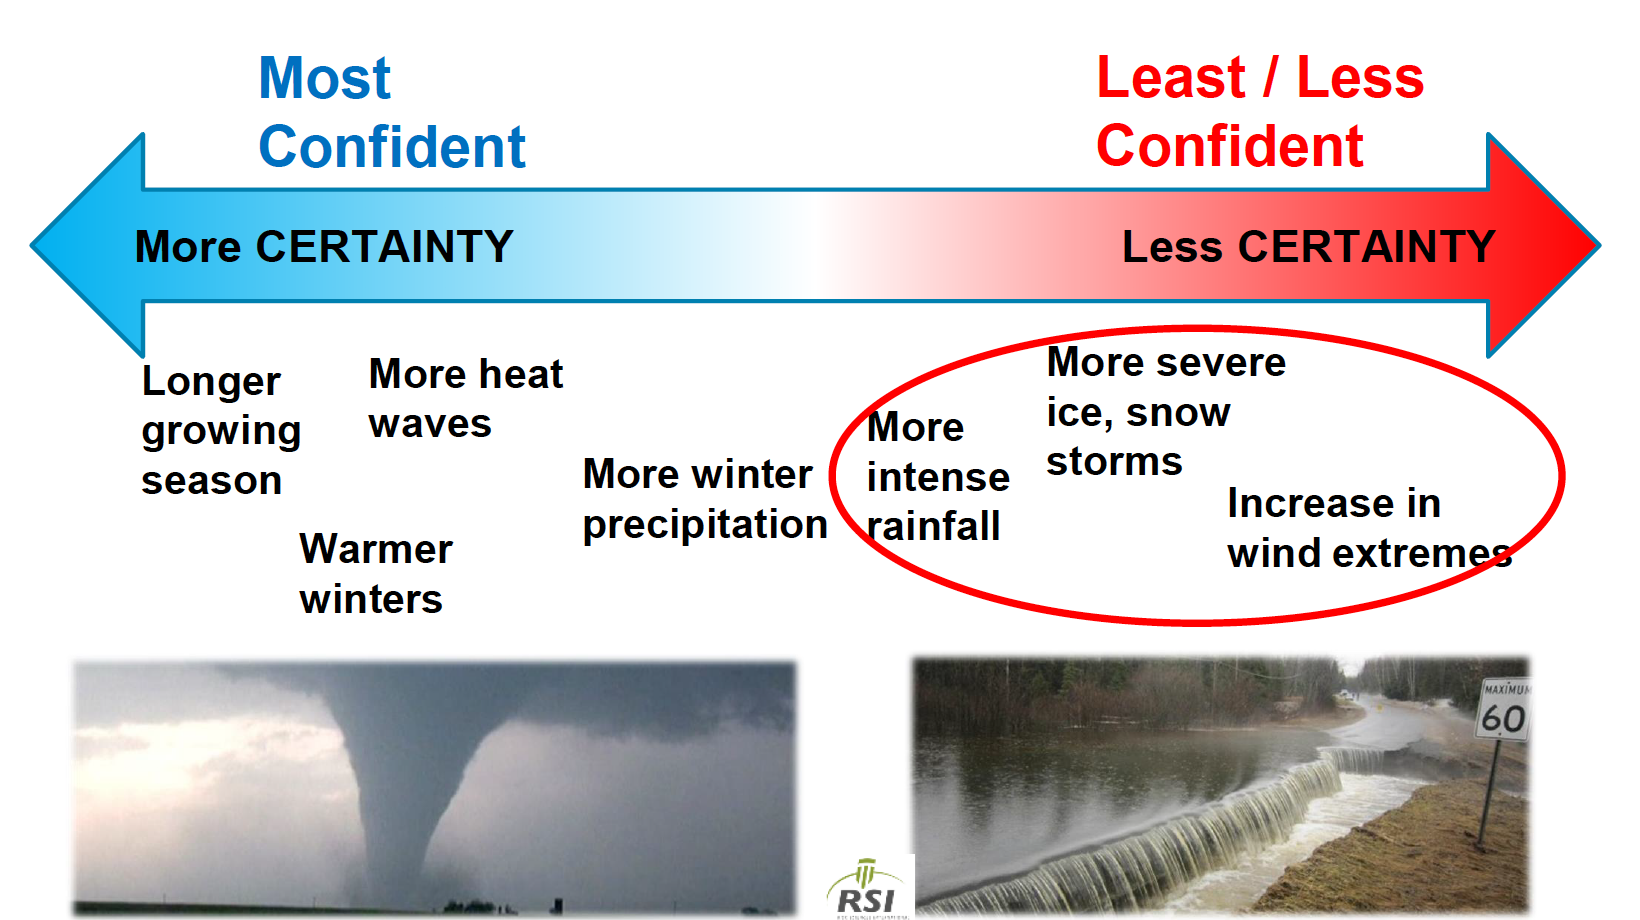 Most
Confident
Least / Less
Confident
More CERTAINTY
Less CERTAINTY
Longer
growing
season
More heat
waves
Warmer
winters
More winter
precipitation
More
intense
rainfall
More severe
ice, snow
storms
Increase in
wind extremes
MAXIMUM
60
RSI